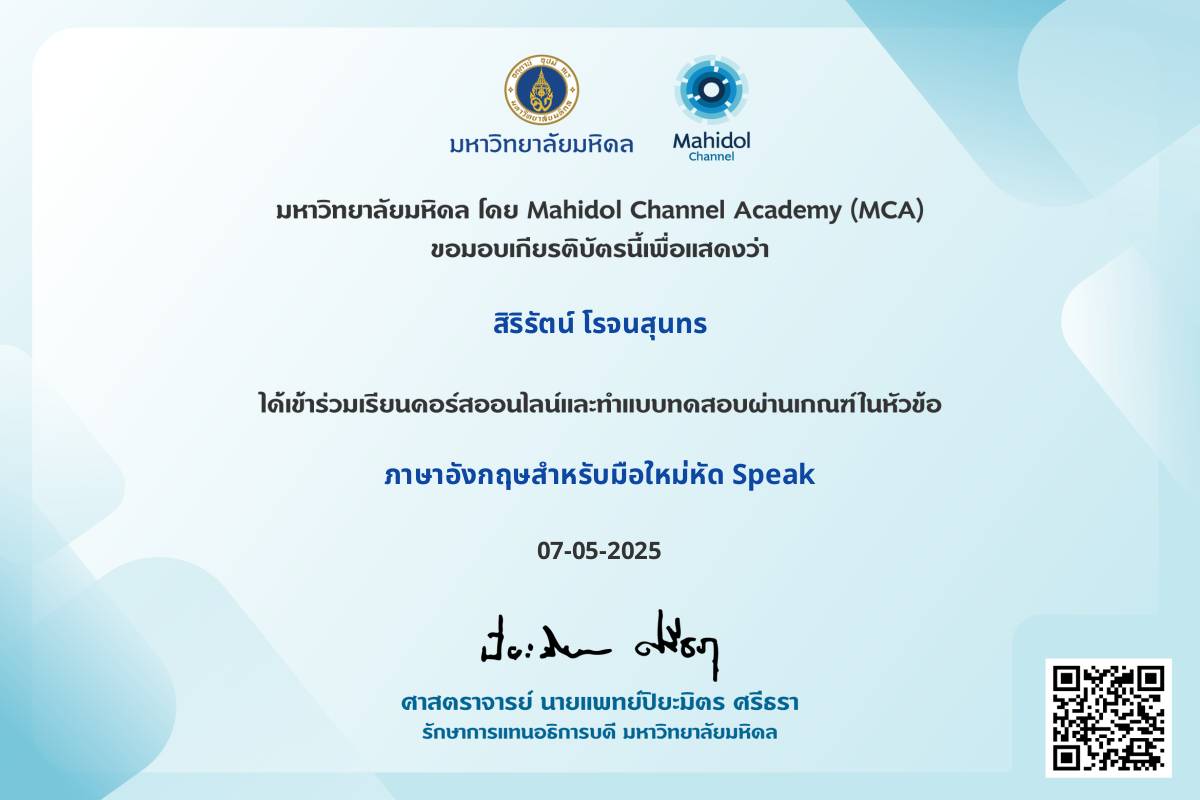 มหาวิทยาลัยมหิดล
Mahidol
Channel
มหาวิทยาลัยมหิดล โดย Mahidol Channel Academy (MCA)
ขอมอบเกียรติบัตรนี้เพื่อแสดงว่า
สิริรัตน์ โรจนสุนทร
ได้เข้าร่วมเรียนคอร์สออนไลน์และทำแบบทดสอบผ่านเกณฑ์ในหัวข้อ
ภาษาอังกฤษสำหรับมือใหม่หัด Speak
07-05-2025
ศาสตราจารย์ นายแพทย์ปิยะมิตร ศรีธรา
รักษาการแทนอธิการบดี มหาวิทยาลัยมหิดล